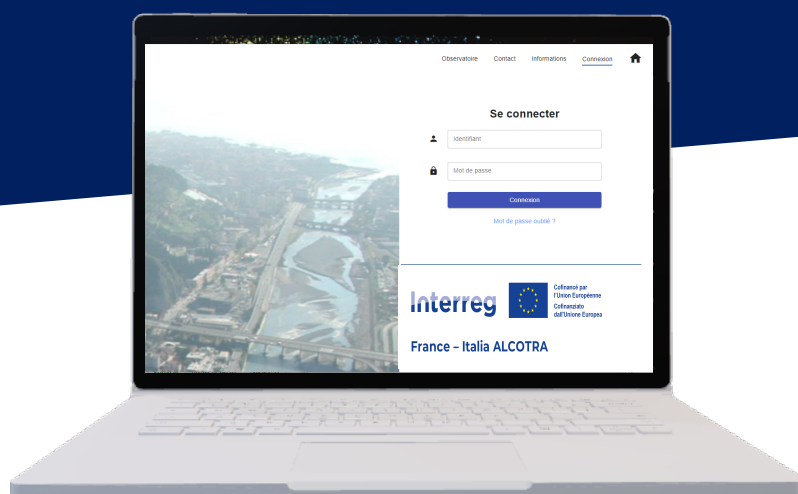 Observatoire Contact Informations Connexion
Se connecter
Identifiant
Mot de passe
Connexion
Mot de passe oublié ?
Interreg
Cofinancé par
l'Union Européenne
Cofinanziato
dall'Unione Europea
France – Italia ALCOTRA